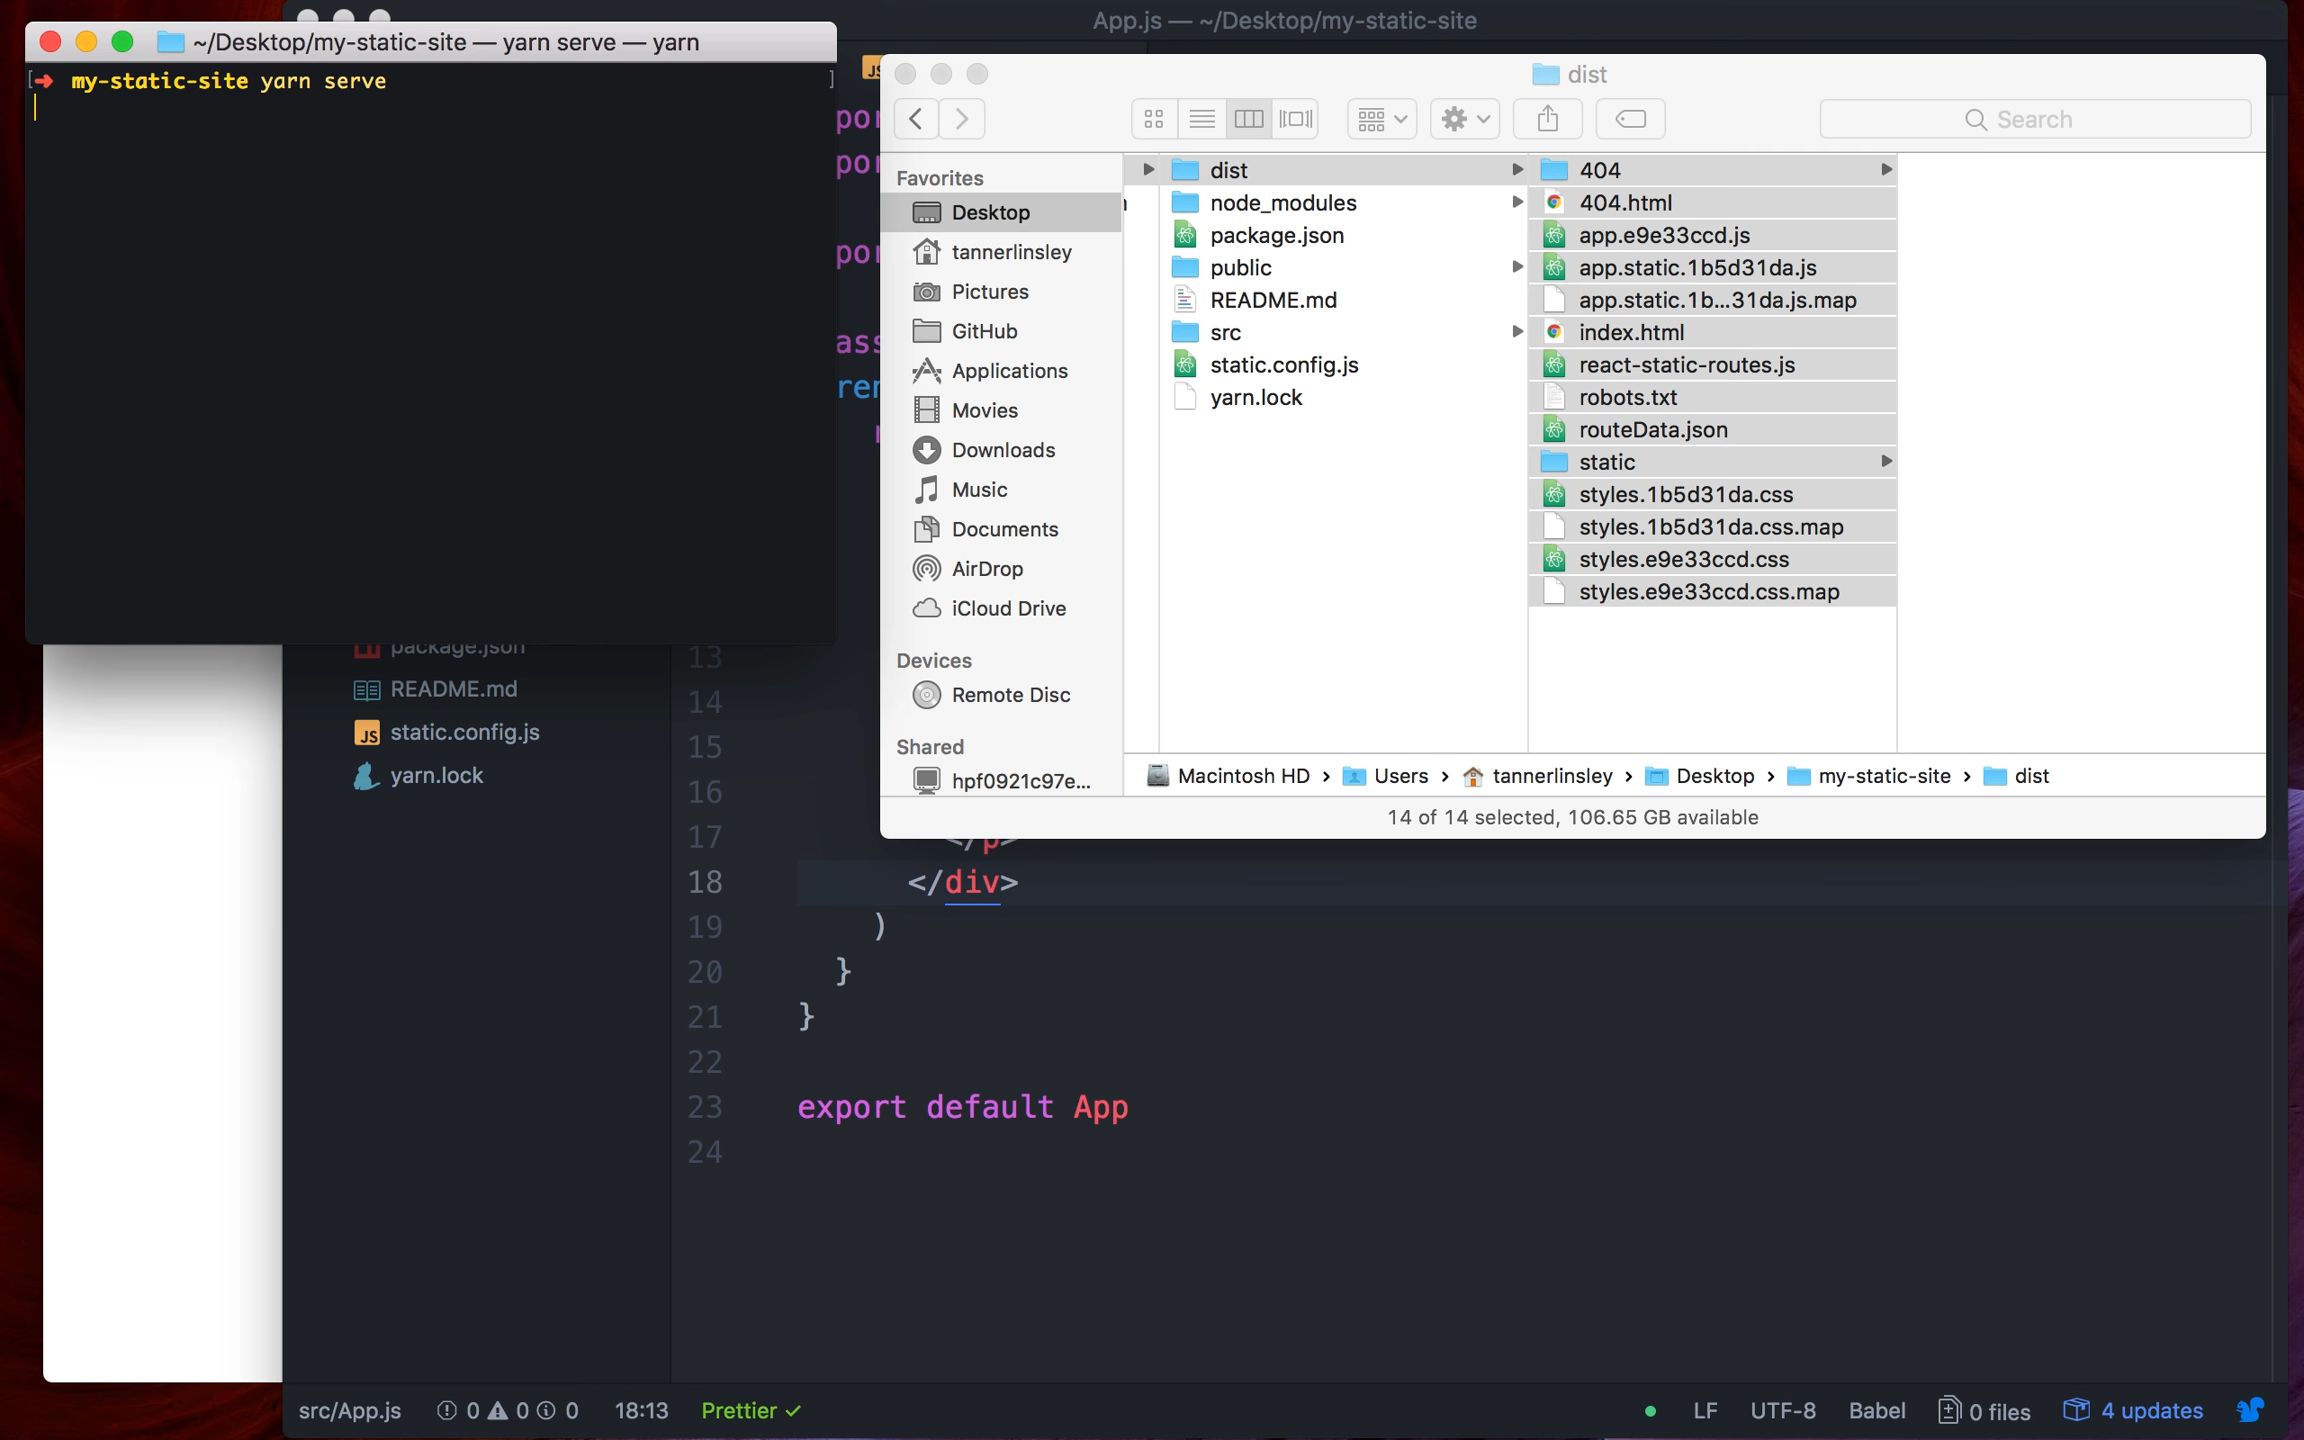 App.js — ~/Desktop/my-static-site
~/Desktop/my-static-site — yarn serve — yarn
my-static-site yarn serve
dist
Search
Favorites
Desktop
tannerlinsley
Pictures
GitHub
Applications
Movies
Downloads
Music
Documents
AirDrop
iCloud Drive
Devices
Remote Disc
Shared
hpf0921c97e...
dist
node_modules
package.json
public
README.md
src
static.config.js
yarn.lock
404
404.html
app.e9e33ccd.js
app.static.1b5d31da.js
app.static.1b...31da.js.map
index.html
react-static-routes.js
robots.txt
routeData.json
static
styles.1b5d31da.css
styles.1b5d31da.css.map
styles.e9e33ccd.css
styles.e9e33ccd.css.map
Macintosh HD › Users › tannerlinsley › Desktop › my-static-site › dist
14 of 14 selected, 106.65 GB available
package.json
README.md
static.config.js
yarn.lock
13
14
15
16
17 </p>
18 </div>
19 )
20 }
21 }
22
23 export default App
24
src/App.js 0 0 0 18:13 Prettier ✓ LF UTF-8 Babel 0 files 4 updates